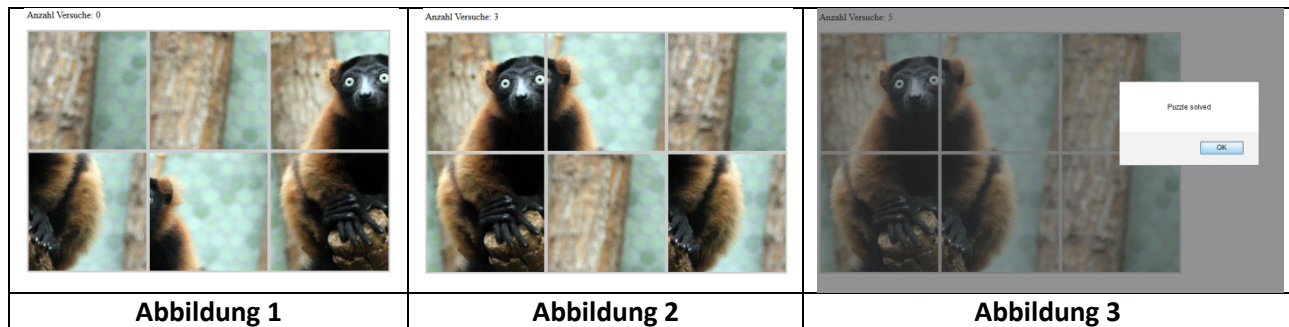 Anzahl Versuche: 0
Anzahl Versuche: 3
Anzahl Versuche: 5
Puzzle solved
OK
Abbildung 1
Abbildung 2
Abbildung 3